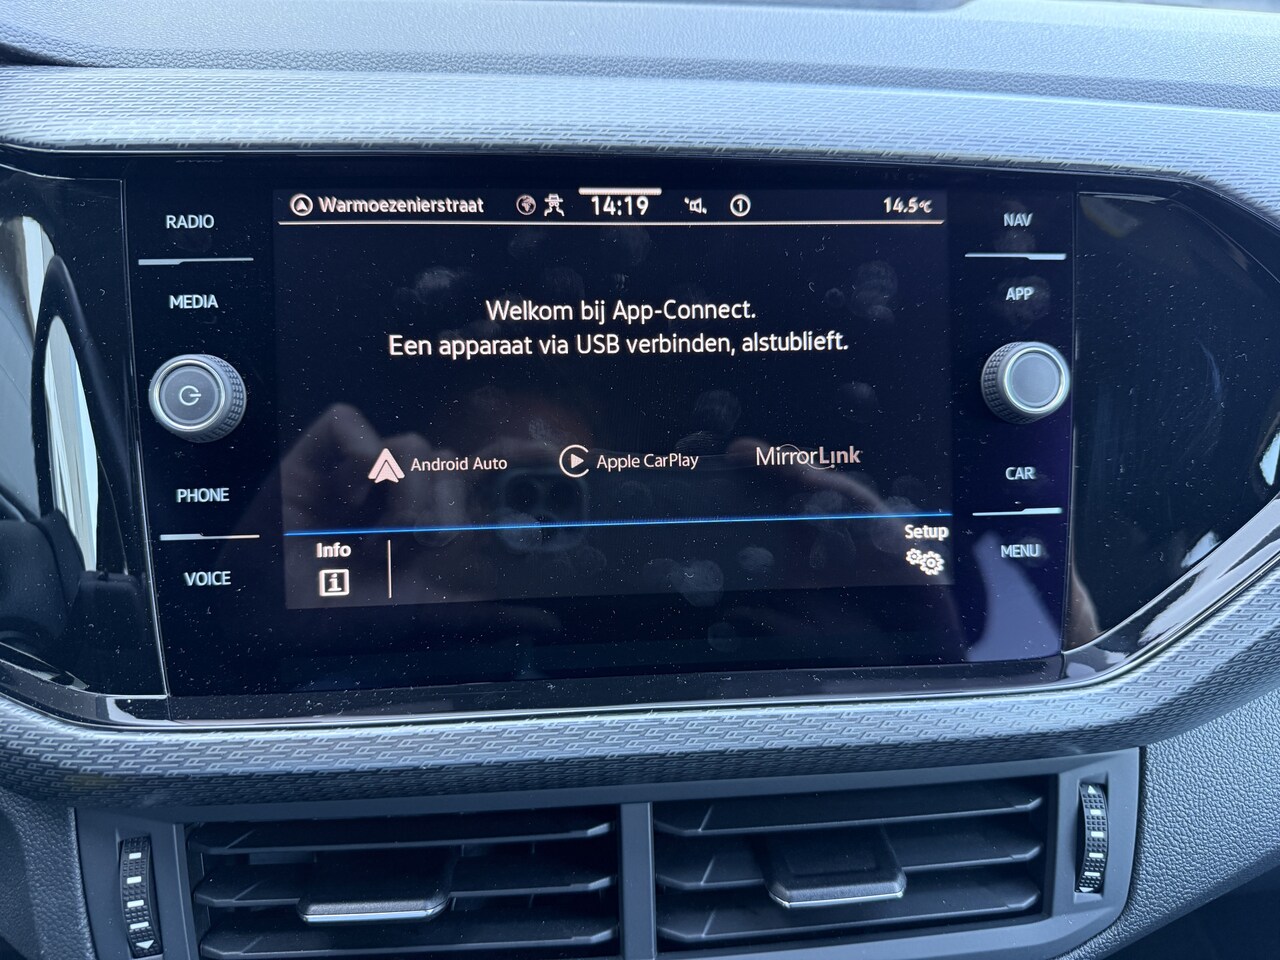 RADIO
MEDIA
PHONE
VOICE
Warmoezenierstraat 14:19 1 14.5°C
Welkom bij App-Connect.
Een apparaat via USB verbinden, alstublieft.
Android Auto Apple CarPlay MirrorLink
Info
i
Setup
NAV
APP
CAR
MENU